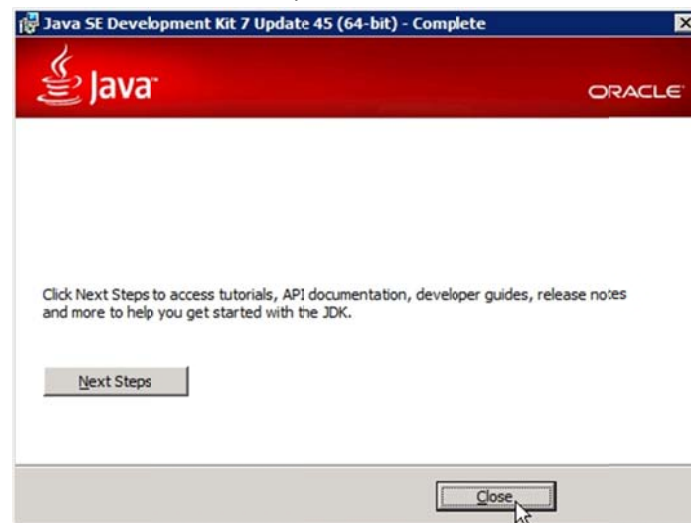 Java SE Development Kit 7 Update 45 (64-bit) - Complete
Java
ORACLE
Click Next Steps to access tutorials, API documentation, developer guides, release notes
and more to help you get started with the JDK.
Next Steps
Close